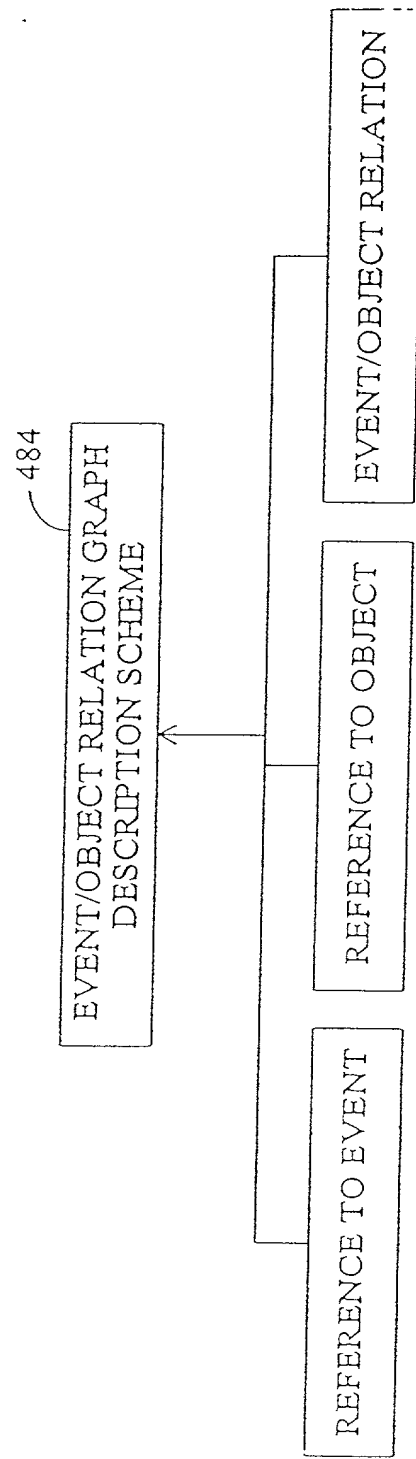 484
EVENT/OBJECT RELATION GRAPH
DESCRIPTION SCHEME
REFERENCE TO EVENT
REFERENCE TO OBJECT
EVENT/OBJECT RELATION